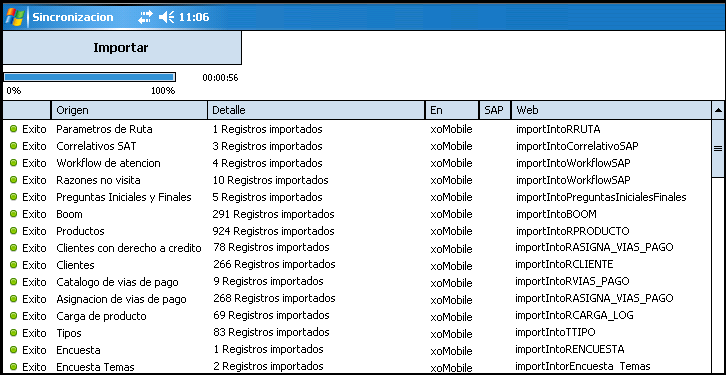 Sincronizacion 11:06
Importar
00:00:56
0% 100%
Origen Detalle En SAP Web
Exito Parametros de Ruta 1 Registros importados xoMobile importIntoRRUTA
Exito Correlativos SAT 3 Registros importados xoMobile importIntoCorrelativoSAP
Exito Workflow de atencion 4 Registros importados xoMobile importIntoWorkflowSAP
Exito Razones no visita 10 Registros importados xoMobile importIntoWorkflowSAP
Exito Preguntas Iniciales y Finales 5 Registros importados xoMobile importIntoPreguntasInicialesFinales
Exito Boom 291 Registros importados xoMobile importIntoBOOM
Exito Productos 924 Registros importados xoMobile importIntoRPRODUCTO
Exito Clientes con derecho a credito 78 Registros importados xoMobile importIntoRASIGNA_VIAS_PAGO
Exito Clientes 266 Registros importados xoMobile importIntoRCLIENTE
Exito Catalogo de vias de pago 9 Registros importados xoMobile importIntoRVIAS_PAGO
Exito Asignacion de vias de pago 268 Registros importados xoMobile importIntoRASIGNA_VIAS_PAGO
Exito Carga de producto 69 Registros importados xoMobile importIntoRCARGA_LOG
Exito Tipos 83 Registros importados xoMobile importIntoTTIPO
Exito Encuesta 1 Registros importados xoMobile importIntoRENCUESTA
Exito Encuesta Temas 2 Registros importados xoMobile importIntorEncuesta_Temas